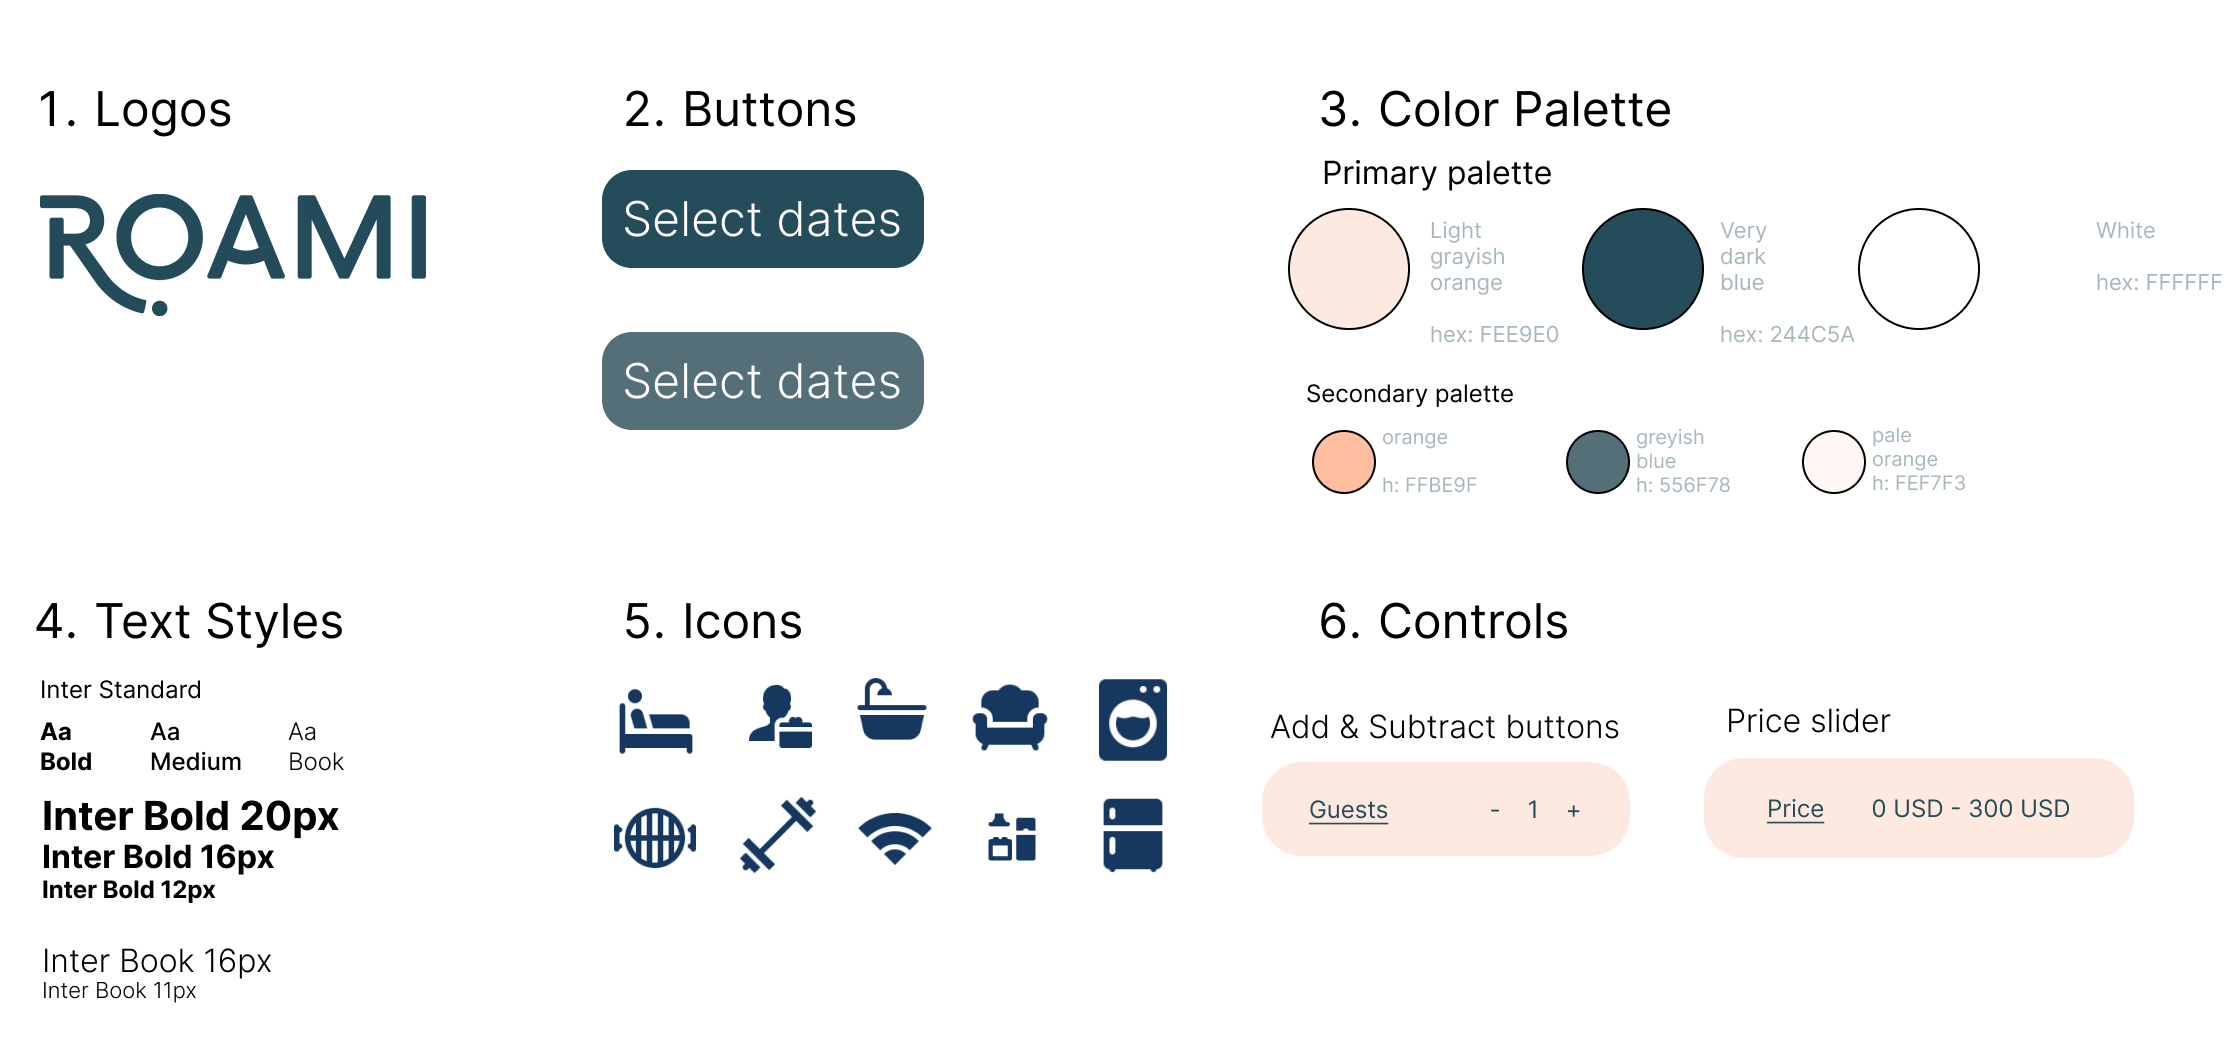 1. Logos
ROAMI
2. Buttons
Select dates
Select dates
3. Color Palette
Primary palette
Light
grayish
orange
hex: FEE9E0
Very
dark
blue
hex: 244C5A
White
hex: FFFFFF
Secondary palette
orange
h: FFBE9F
greyish
blue
h: 556F78
pale
orange
h: FEF7F3
4. Text Styles
Inter Standard
Aa
Bold
Aa
Medium
Aa
Book
Inter Bold 20px
Inter Bold 16px
Inter Bold 12px
Inter Book 16px
Inter Book 11px
5. Icons
6. Controls
Add & Subtract buttons
Guests - 1 +
Price slider
Price 0 USD - 300 USD